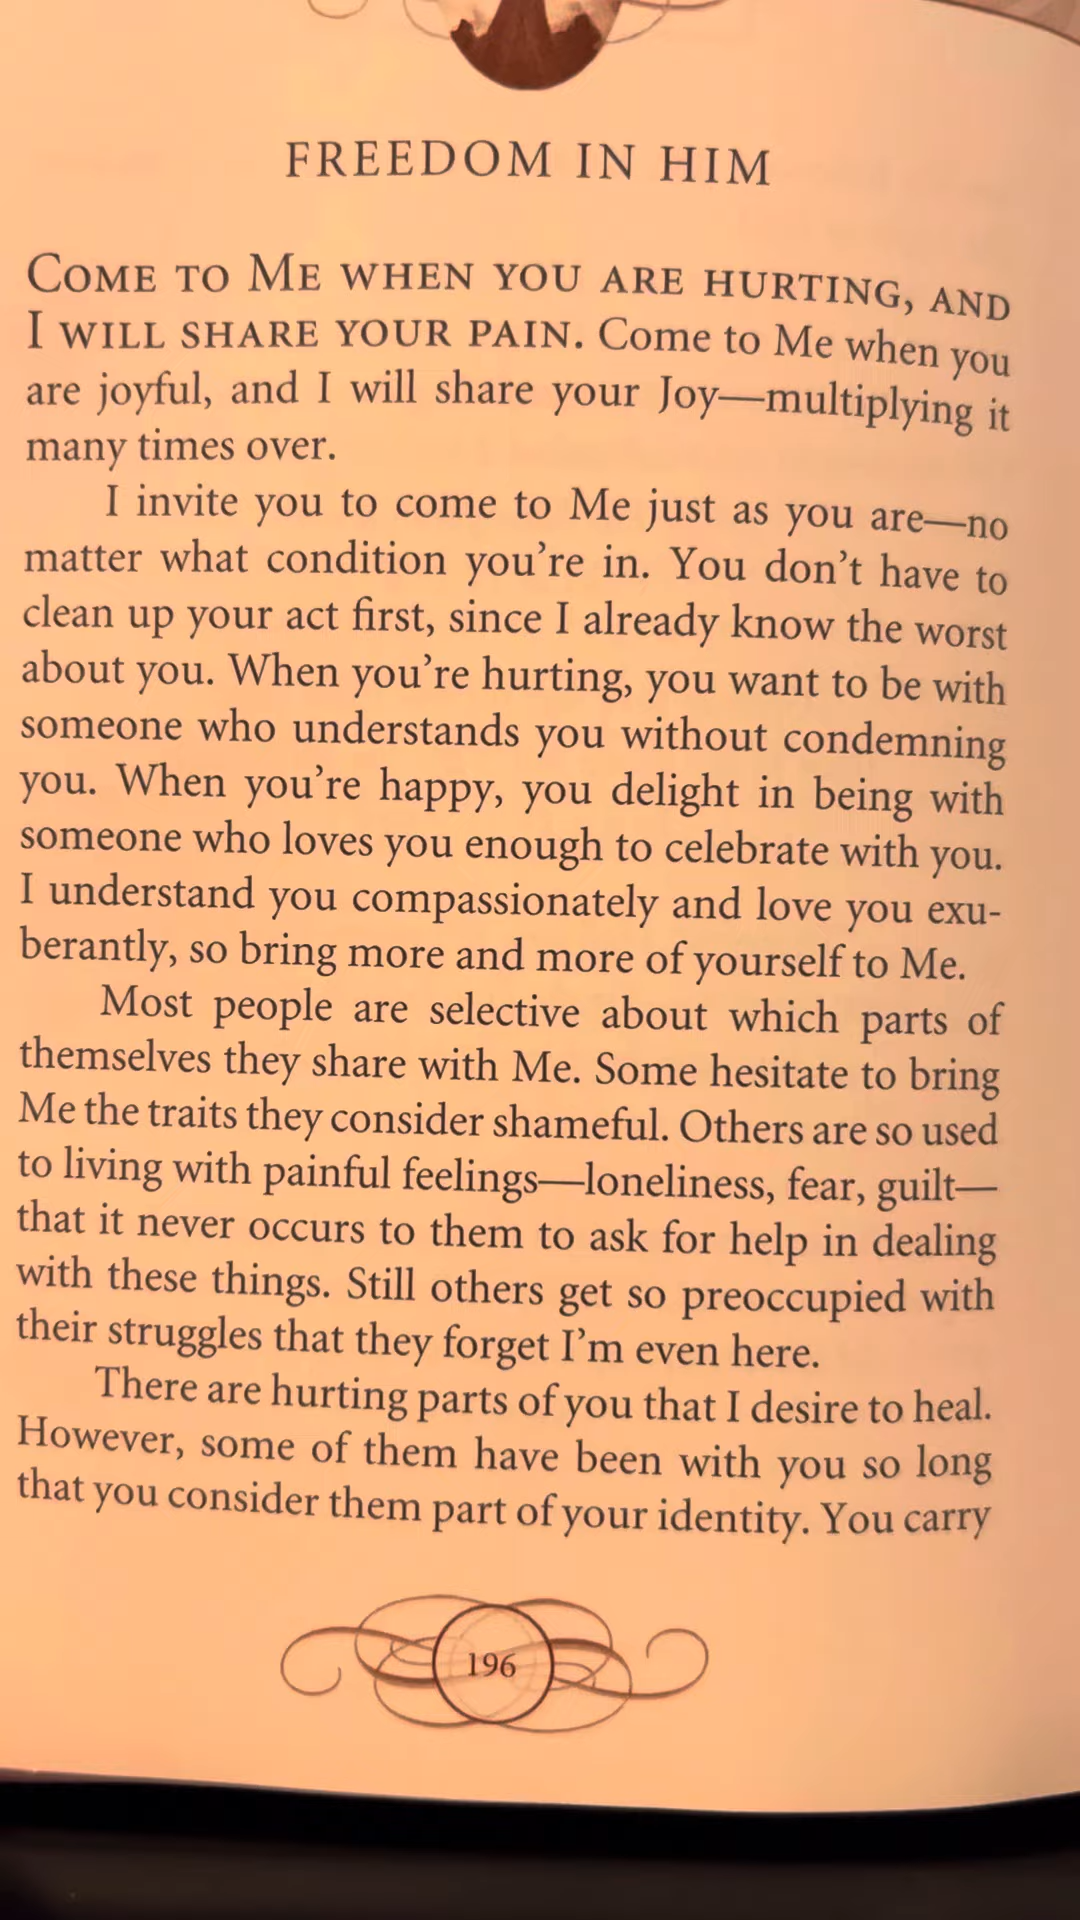 FREEDOM IN HIM
COME TO ME WHEN YOU ARE HURTING, AND
I WILL SHARE YOUR PAIN. Come to Me when you
are joyful, and I will share your Joy—multiplying it
many times over.
I invite you to come to Me just as you are—no
matter what condition you’re in. You don’t have to
clean up your act first, since I already know the worst
about you. When you’re hurting, you want to be with
someone who understands you without condemning
you. When you’re happy, you delight in being with
someone who loves you enough to celebrate with you.
I understand you compassionately and love you exu-
berantly, so bring more and more of yourself to Me.
Most people are selective about which parts of
themselves they share with Me. Some hesitate to bring
Me the traits they consider shameful. Others are so used
to living with painful feelings—loneliness, fear, guilt—
that it never occurs to them to ask for help in dealing
with these things. Still others get so preoccupied with
their struggles that they forget I’m even here.
There are hurting parts of you that I desire to heal.
However, some of them have been with you so long
that you consider them part of your identity. You carry
196